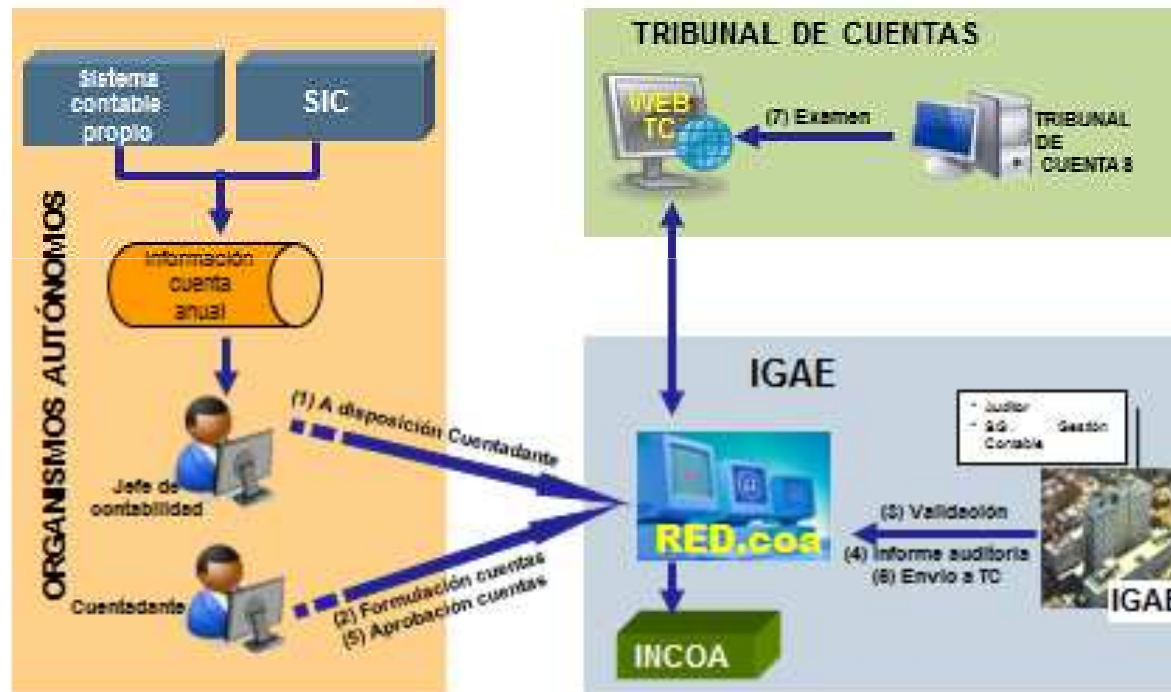 Sistema
contable
propio
SIC
ORGANISMOS AUTÓNOMOS
Información
cuenta
anual
Jefe de
contabilidad
Cuentadante
(1) A disposición Cuentadante
(2) Formulación cuentas
(5) Aprobación cuentas
TRIBUNAL DE CUENTAS
WEB
TC
(7) Examen
TRIBUNAL
DE
CUENTAS
IGAE
RED.coa
@
INCOA
* Auditor
* S.G. Gestión
Contable
(3) Validación
(4) Informe auditoria
(6) Envio a TC
IGAE